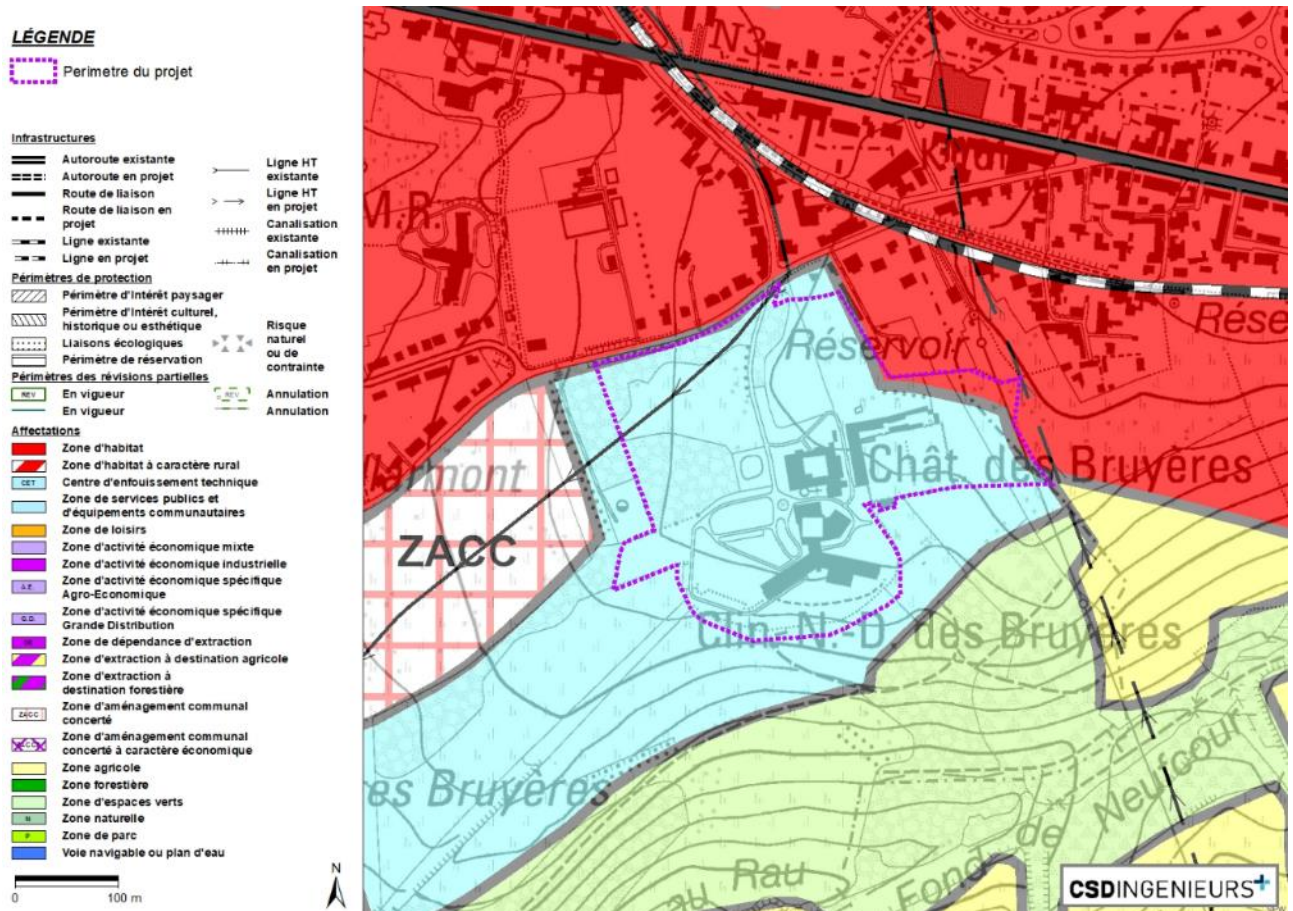 LÉGENDE
Perimetre du projet
Infrastructures
Autoroute existante
Autoroute en projet
Route de liaison
Route de liaison en
projet
Ligne existante
Ligne en projet
Ligne HT
existante
Ligne HT
en projet
Canalisation
existante
Canalisation
en projet
Périmètres de protection
Périmètre d'intérêt paysager
Périmètre d'intérêt culturel,
historique ou esthétique
Liaisons écologiques
Périmètre de réservation
Risque
naturel
ou de
contrainte
Périmètres des révisions partielles
REV En vigueur
En vigueur
REV Annulation
Annulation
Affectations
Zone d'habitat
Zone d'habitat à caractère rural
CET Centre d'enfouissement technique
Zone de services publics et
d'équipements communautaires
Zone de loisirs
Zone d'activité économique mixte
Zone d'activité économique industrielle
A.E. Zone d'activité économique spécifique
Agro-Economique
G.D. Zone d'activité économique spécifique
Grande Distribution
Zone de dépendance d'extraction
Zone d'extraction à destination agricole
Zone d'extraction à
destination forestière
ZACC Zone d'aménagement communal
concerté
Zone d'aménagement communal
concerté à caractère économique
Zone agricole
Zone forestière
Zone d'espaces verts
N Zone naturelle
P Zone de parc
Voie navigable ou plan d'eau
0 100 m
N
N3
M.R.
Rése
Réservoir
Chât. des Bruyères
ZACC
Clin. N.-D. des Bruyères
es Bruyères
au Rau
Fond de Neufcour
CSDINGENIEURS+